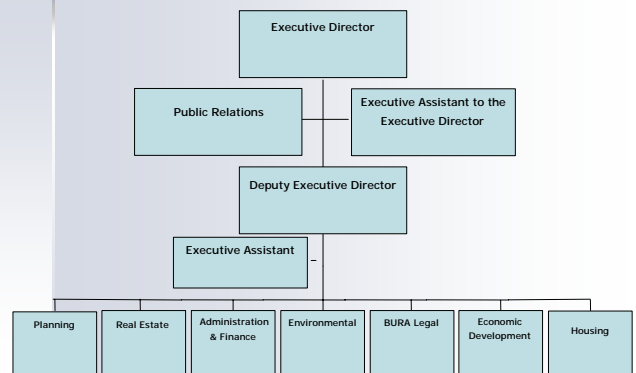 Executive Director
Public Relations
Executive Assistant to the
Executive Director
Deputy Executive Director
Executive Assistant
Planning
Real Estate
Administration
& Finance
Environmental
BURA Legal
Economic
Development
Housing